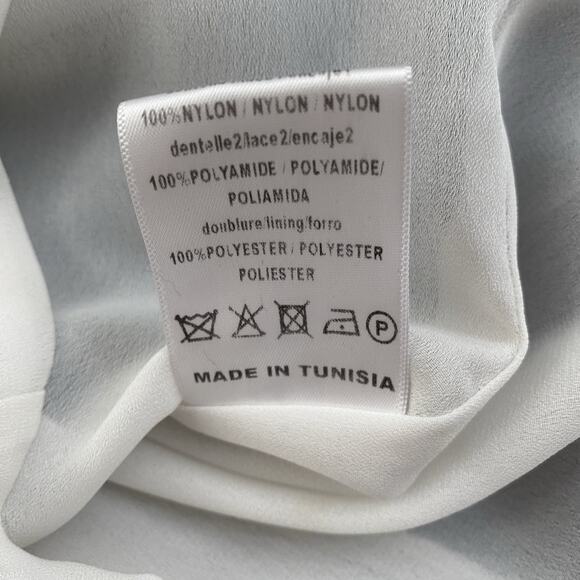 100%NYLON / NYLON / NYLON
dentelle2/lace2/encaje2
100%POLYAMIDE / POLYAMIDE/
POLIAMIDA
doublure/lining/forro
100%POLYESTER / POLYESTER
POLIESTER
P
MADE IN TUNISIA